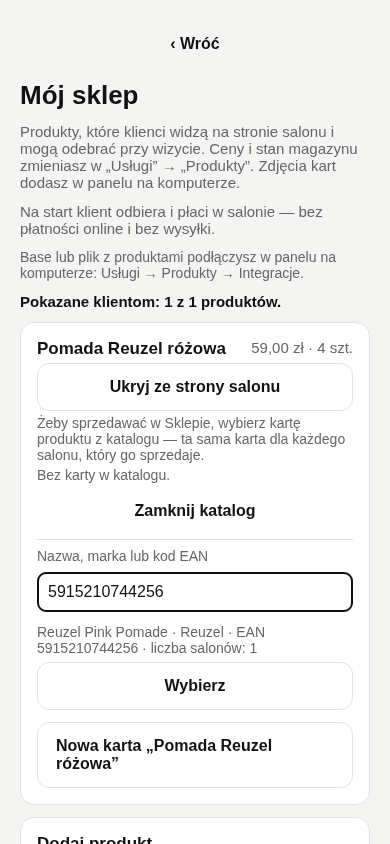 ‹ Wróć
Mój sklep
Produkty, które klienci widzą na stronie salonu i
mogą odebrać przy wizycie. Ceny i stan magazynu
zmieniasz w „Usługi” → „Produkty”. Zdjęcia kart
dodasz w panelu na komputerze.
Na start klient odbiera i płaci w salonie — bez
płatności online i bez wysyłki.
Base lub plik z produktami podłączysz w panelu na
komputerze: Usługi → Produkty → Integracje.
Pokazane klientom: 1 z 1 produktów.
Pomada Reuzel różowa 59,00 zł · 4 szt.
Ukryj ze strony salonu
Żeby sprzedawać w Sklepie, wybierz kartę
produktu z katalogu — ta sama karta dla każdego
salonu, który go sprzedaje.
Bez karty w katalogu.
Zamknij katalog
Nazwa, marka lub kod EAN
5915210744256
Reuzel Pink Pomade · Reuzel · EAN
5915210744256 · liczba salonów: 1
Wybierz
Nowa karta „Pomada Reuzel
różowa”
Dodaj produkt